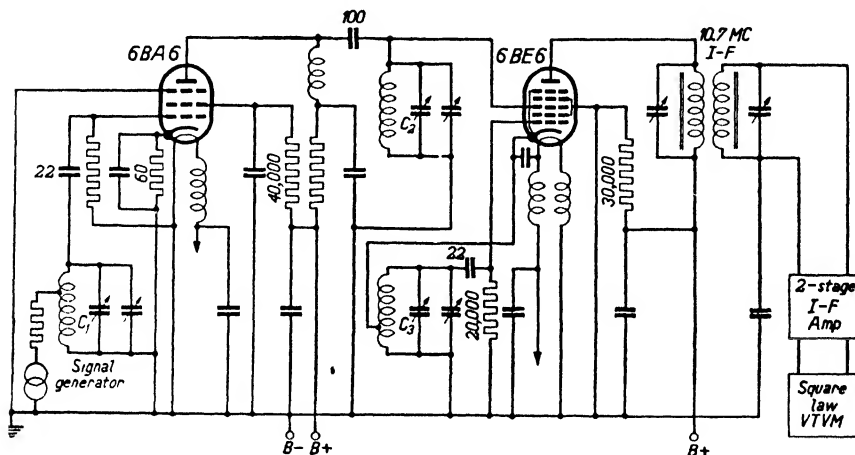 100
6BA6
6BE6
10.7 MC
I-F
C2
22
60
40,000
30,000
22
C1
C3
20,000
2-stage
I-F
Amp
Signal
generator
Square
law
VTVM
B-
B+
B+